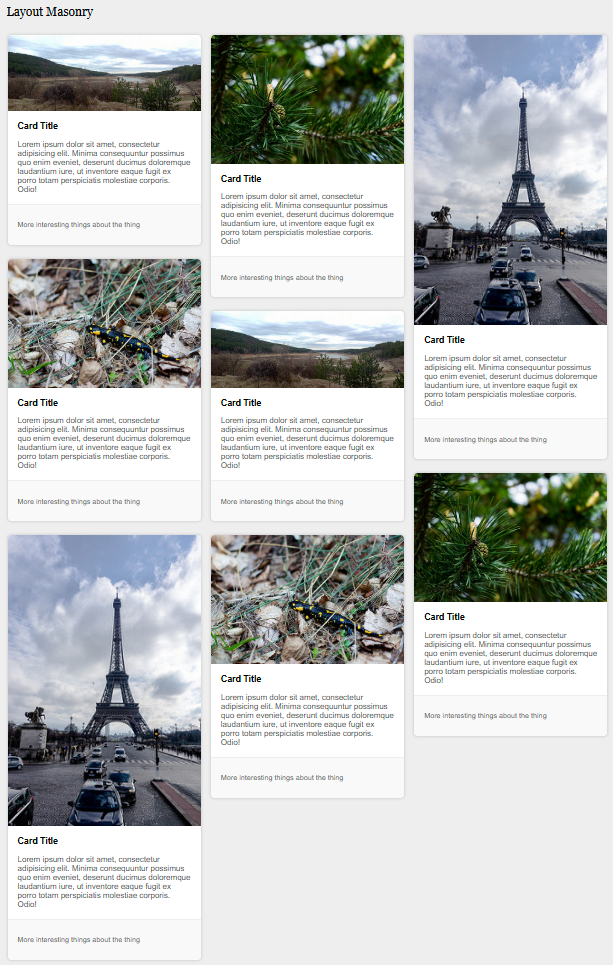 Layout Masonry
Card Title
Lorem ipsum dolor sit amet, consectetur
adipisicing elit. Minima consequuntur possimus
quo enim eveniet, deserunt ducimus doloremque
laudantium iure, ut inventore eaque fugit ex
porro totam perspiciatis molestiae corporis.
Odio!
More interesting things about the thing
Card Title
Lorem ipsum dolor sit amet, consectetur
adipisicing elit. Minima consequuntur possimus
quo enim eveniet, deserunt ducimus doloremque
laudantium iure, ut inventore eaque fugit ex
porro totam perspiciatis molestiae corporis.
Odio!
More interesting things about the thing
Card Title
Lorem ipsum dolor sit amet, consectetur
adipisicing elit. Minima consequuntur possimus
quo enim eveniet, deserunt ducimus doloremque
laudantium iure, ut inventore eaque fugit ex
porro totam perspiciatis molestiae corporis.
Odio!
More interesting things about the thing
Card Title
Lorem ipsum dolor sit amet, consectetur
adipisicing elit. Minima consequuntur possimus
quo enim eveniet, deserunt ducimus doloremque
laudantium iure, ut inventore eaque fugit ex
porro totam perspiciatis molestiae corporis.
Odio!
More interesting things about the thing
Card Title
Lorem ipsum dolor sit amet, consectetur
adipisicing elit. Minima consequuntur possimus
quo enim eveniet, deserunt ducimus doloremque
laudantium iure, ut inventore eaque fugit ex
porro totam perspiciatis molestiae corporis.
Odio!
More interesting things about the thing
Card Title
Lorem ipsum dolor sit amet, consectetur
adipisicing elit. Minima consequuntur possimus
quo enim eveniet, deserunt ducimus doloremque
laudantium iure, ut inventore eaque fugit ex
porro totam perspiciatis molestiae corporis.
Odio!
More interesting things about the thing
Card Title
Lorem ipsum dolor sit amet, consectetur
adipisicing elit. Minima consequuntur possimus
quo enim eveniet, deserunt ducimus doloremque
laudantium iure, ut inventore eaque fugit ex
porro totam perspiciatis molestiae corporis.
Odio!
More interesting things about the thing
Card Title
Lorem ipsum dolor sit amet, consectetur
adipisicing elit. Minima consequuntur possimus
quo enim eveniet, deserunt ducimus doloremque
laudantium iure, ut inventore eaque fugit ex
porro totam perspiciatis molestiae corporis.
Odio!
More interesting things about the thing